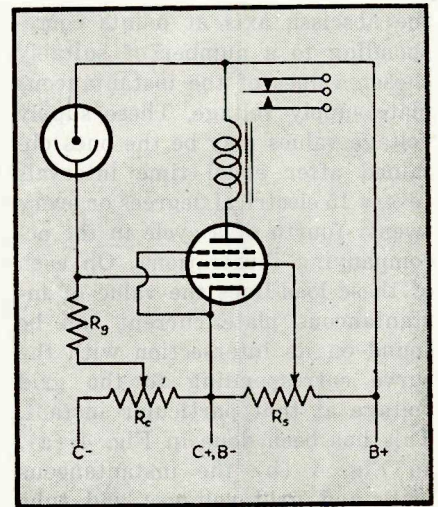 Rg
Rc
Rs
C-
C+, B-
B+